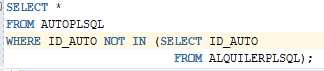 SELECT *
FROM AUTOPLSQL
WHERE ID_AUTO NOT IN (SELECT ID_AUTO
FROM ALQUILERPLSQL);